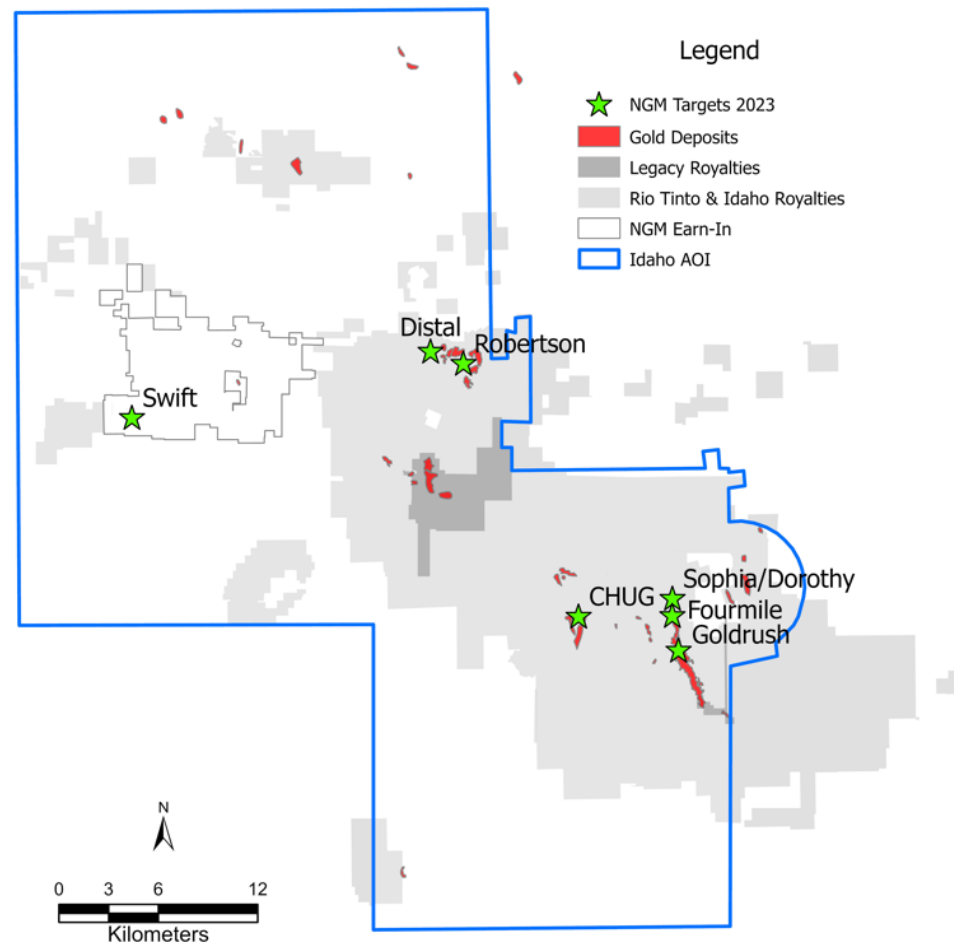 Legend
NGM Targets 2023
Gold Deposits
Legacy Royalties
Rio Tinto & Idaho Royalties
NGM Earn-In
Idaho AOI
Distal
Robertson
Swift
Sophia/Dorothy
CHUG
Fourmile
Goldrush
N
0 3 6 12
Kilometers